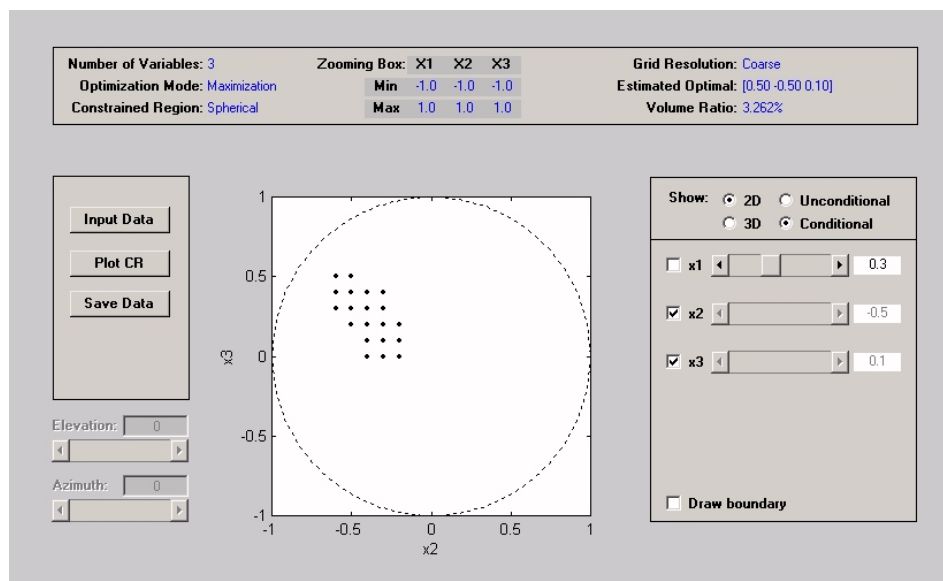 Number of Variables: 3 Zooming Box: X1 X2 X3 Grid Resolution: Coarse
Optimization Mode: Maximization Min -1.0 -1.0 -1.0 Estimated Optimal: [0.50 -0.50 0.10]
Constrained Region: Spherical Max 1.0 1.0 1.0 Volume Ratio: 3.262%
Input Data
Plot CR
Save Data
Elevation: 0
Azimuth: 0
1
0.5
0
-0.5
-1
x3
-1 -0.5 0 0.5 1
x2
Show: 2D Unconditional
3D Conditional
x1 0.3
x2 -0.5
x3 0.1
Draw boundary